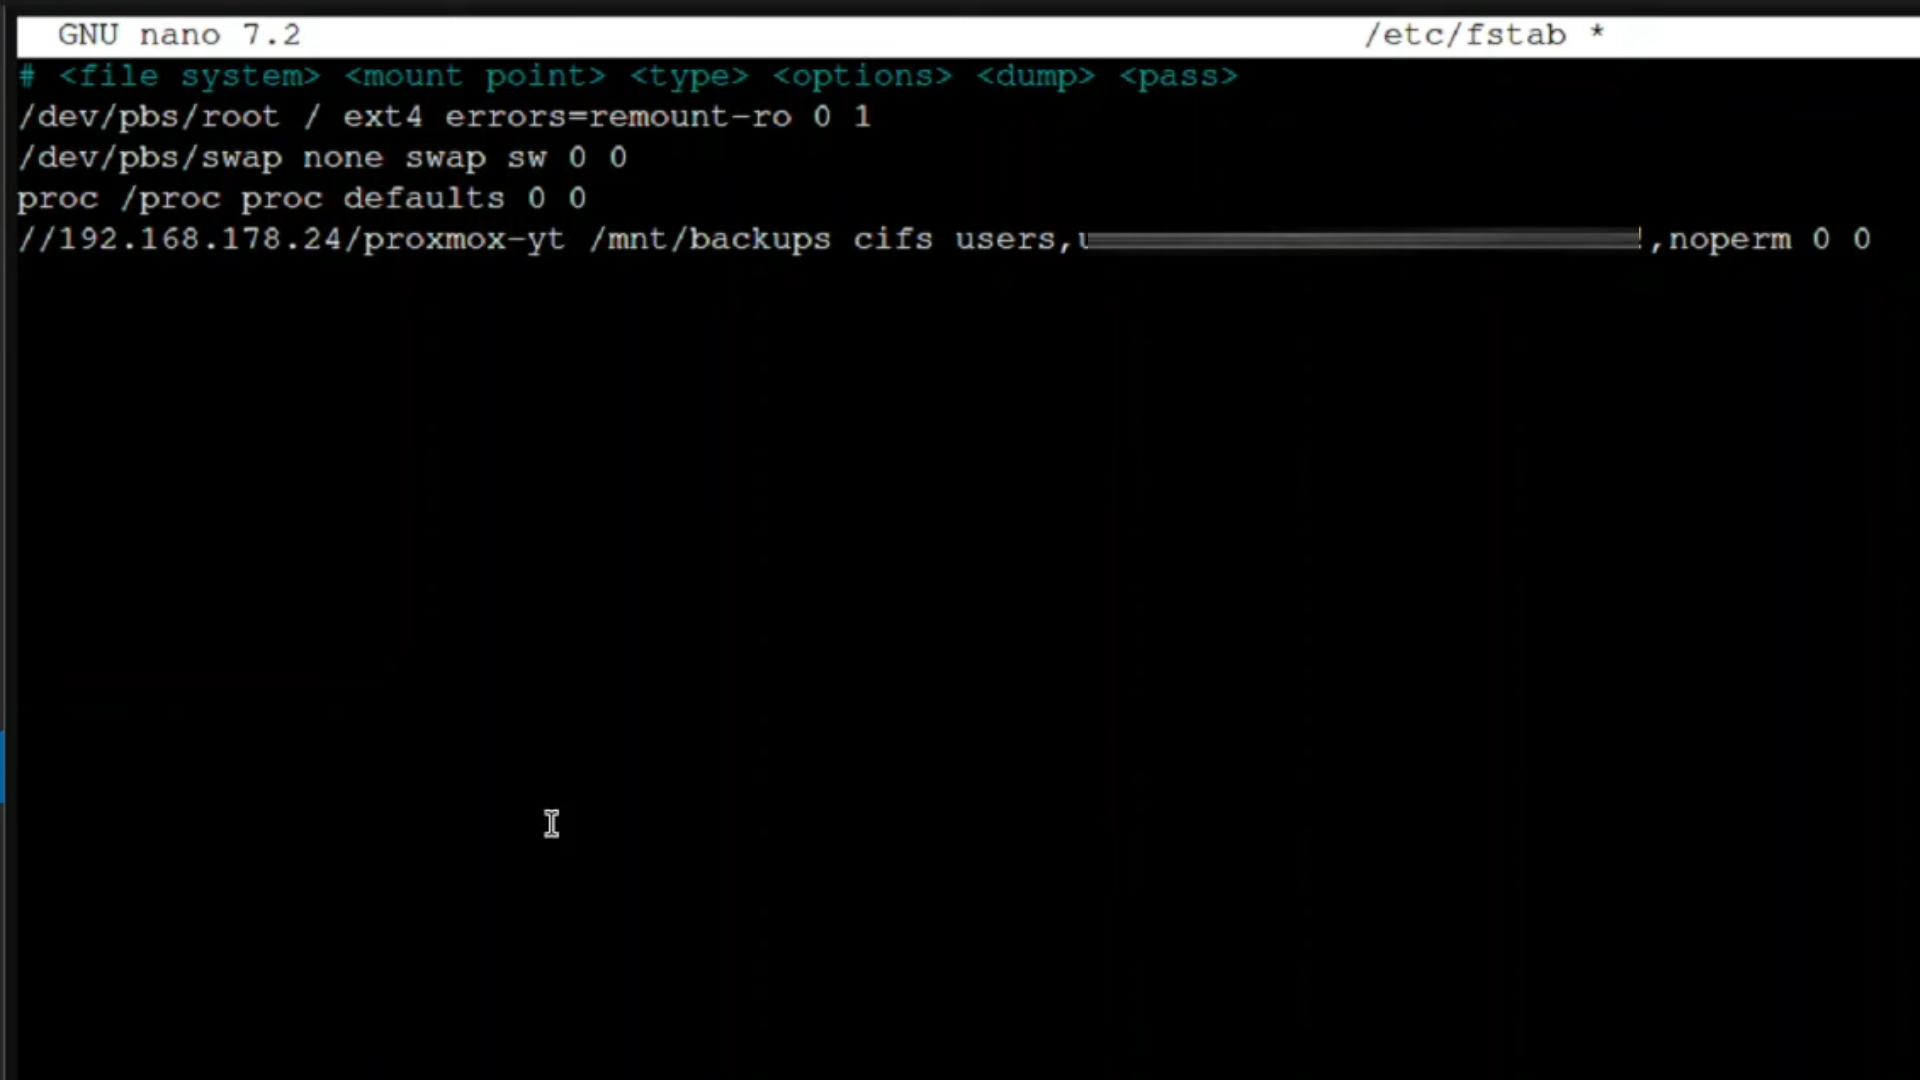 GNU nano 7.2 /etc/fstab *
# <file system> <mount point> <type> <options> <dump> <pass>
/dev/pbs/root / ext4 errors=remount-ro 0 1
/dev/pbs/swap none swap sw 0 0
proc /proc proc defaults 0 0
//192.168.178.24/proxmox-yt /mnt/backups cifs users, ,noperm 0 0